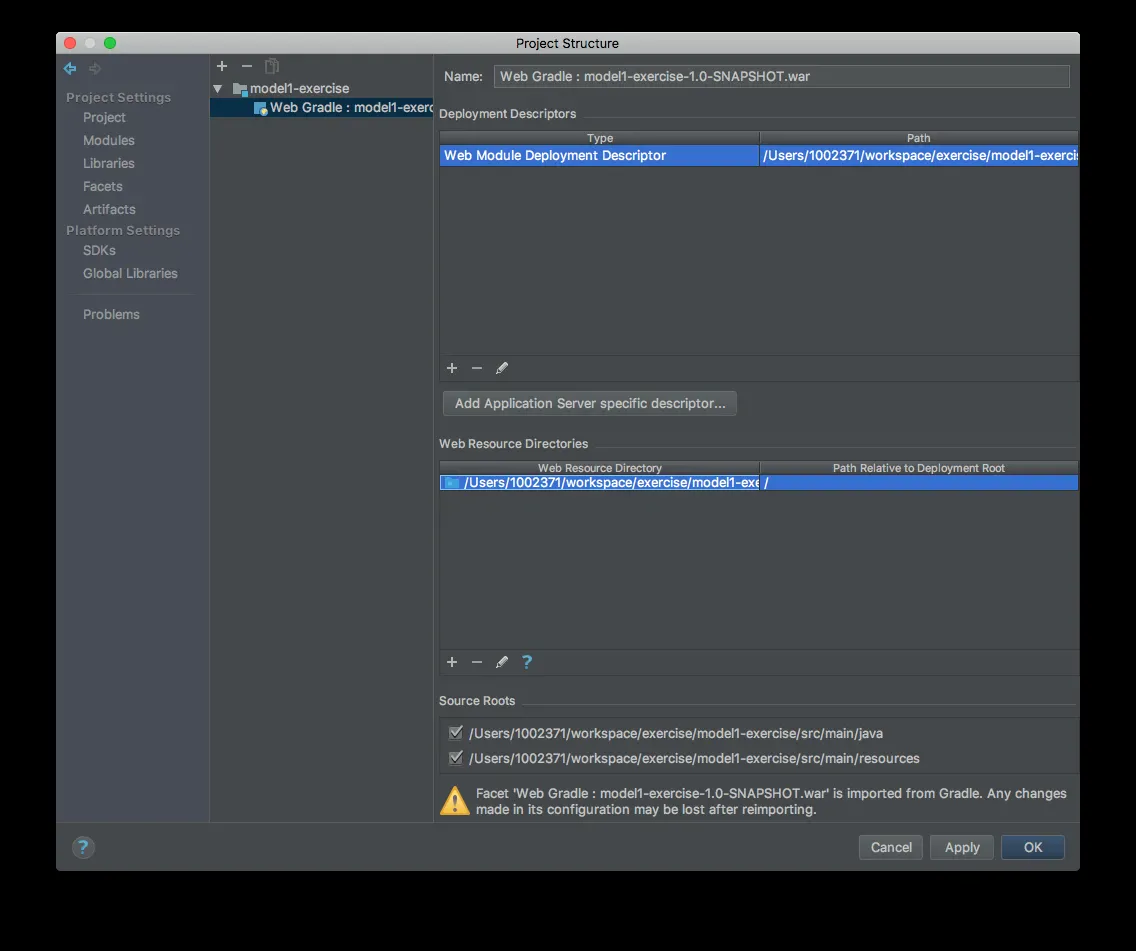 Project Structure
Project Settings
Project
Modules
Libraries
Facets
Artifacts
Platform Settings
SDKs
Global Libraries
Problems
model1-exercise
Web Gradle : model1-exerc
Name: Web Gradle : model1-exercise-1.0-SNAPSHOT.war
Deployment Descriptors
Type Path
Web Module Deployment Descriptor /Users/1002371/workspace/exercise/model1-exercis
Add Application Server specific descriptor...
Web Resource Directories
Web Resource Directory Path Relative to Deployment Root
/Users/1002371/workspace/exercise/model1-exe /
?
Source Roots
/Users/1002371/workspace/exercise/model1-exercise/src/main/java
/Users/1002371/workspace/exercise/model1-exercise/src/main/resources
Facet 'Web Gradle : model1-exercise-1.0-SNAPSHOT.war' is imported from Gradle. Any changes
made in its configuration may be lost after reimporting.
? Cancel Apply OK